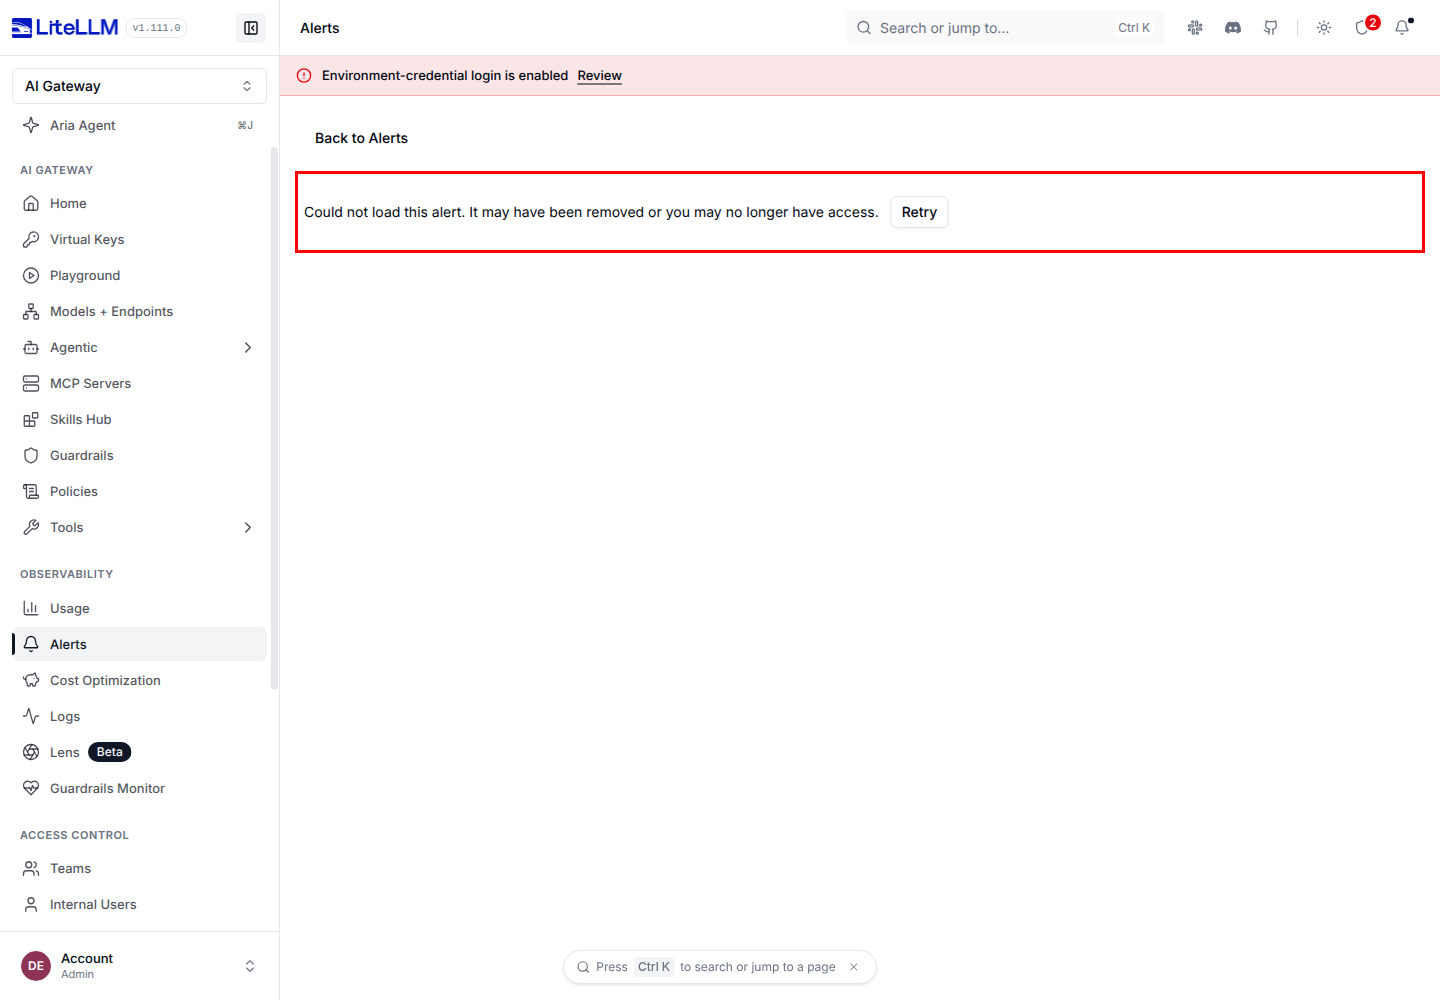 LiteLLM
v1.111.0
Alerts
Search or jump to...
Ctrl K
2
AI Gateway
Environment-credential login is enabled Review
Aria Agent
⌘J
Back to Alerts
Could not load this alert. It may have been removed or you may no longer have access.
Retry
AI GATEWAY
Home
Virtual Keys
Playground
Models + Endpoints
Agentic
MCP Servers
Skills Hub
Guardrails
Policies
Tools
OBSERVABILITY
Usage
Alerts
Cost Optimization
Logs
Lens Beta
Guardrails Monitor
ACCESS CONTROL
Teams
Internal Users
DE
Account
Admin
Press Ctrl K to search or jump to a page